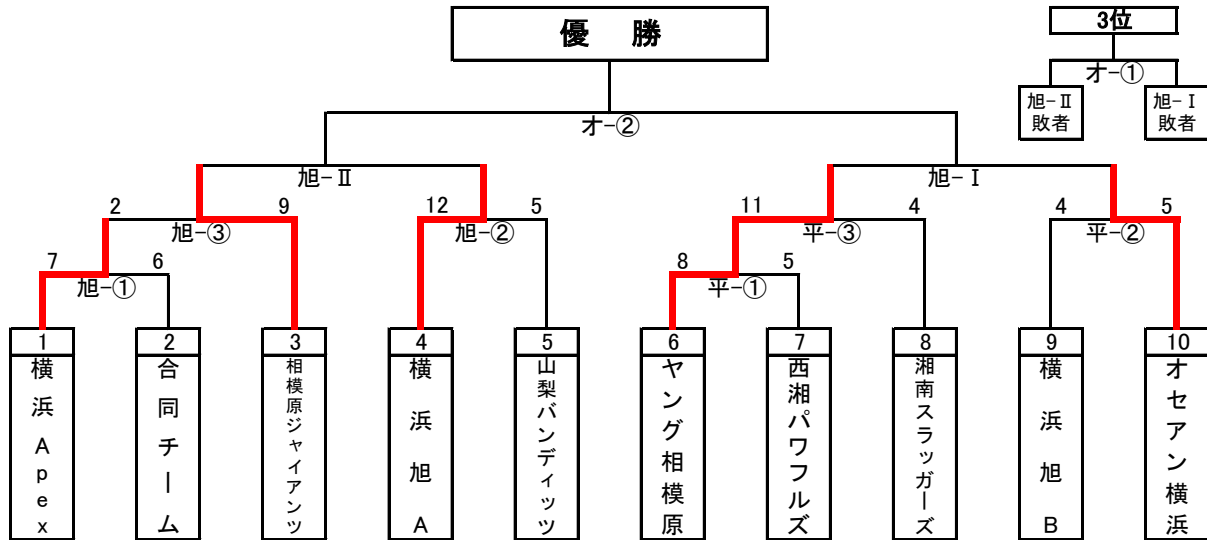 優　勝
3位
オ-①
旭-Ⅱ
敗者
旭-Ⅰ
敗者
オ-②
旭-Ⅱ
旭-Ⅰ
2
9
旭-③
12
5
旭-②
11
4
平-③
4
5
平-②
7
6
旭-①
8
5
平-①
1
横浜Apex
2
合同チーム
3
相模原ジャイアンツ
4
横浜旭A
5
山梨バンディッツ
6
ヤング相模原
7
西湘パワフルズ
8
湘南スラッガーズ
9
横浜旭B
10
オセアン横浜